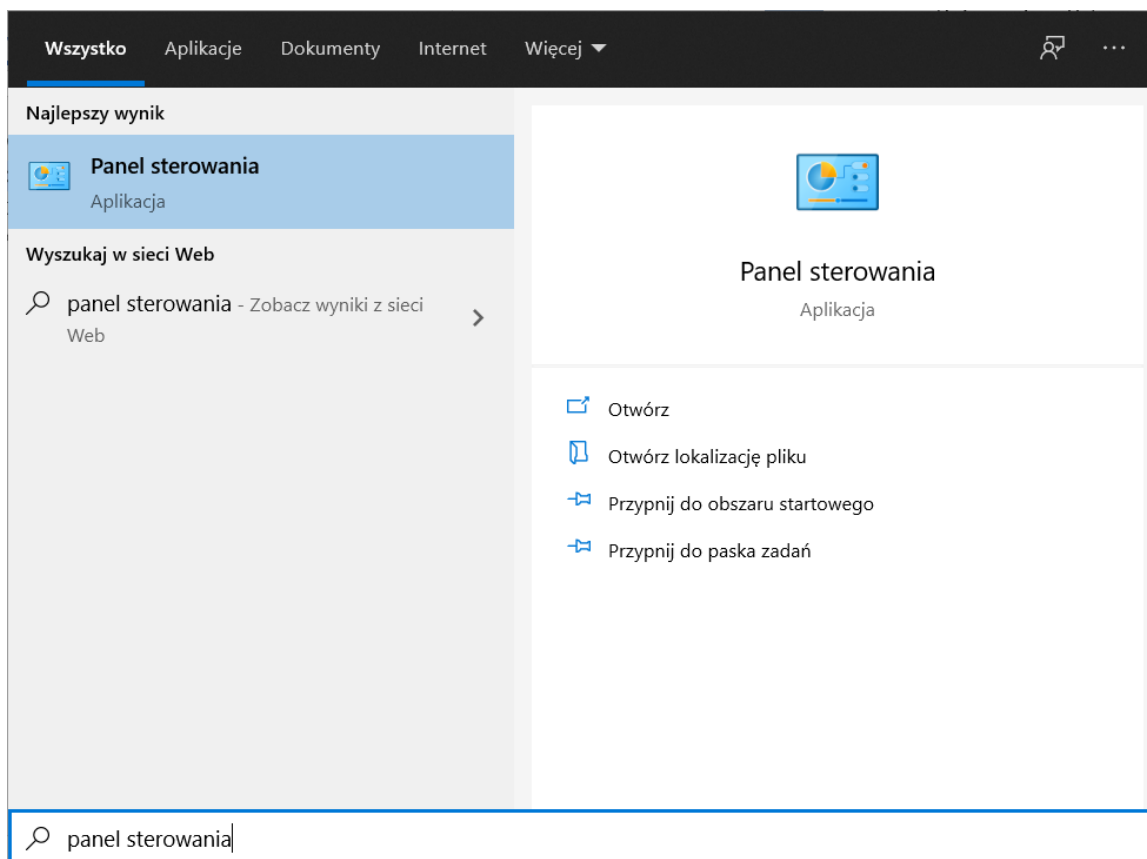 Wszystko Aplikacje Dokumenty Internet Więcej
Najlepszy wynik
Panel sterowania
Aplikacja
Wyszukaj w sieci Web
panel sterowania - Zobacz wyniki z sieci
Web
Panel sterowania
Aplikacja
Otwórz
Otwórz lokalizację pliku
Przypnij do obszaru startowego
Przypnij do paska zadań
panel sterowania